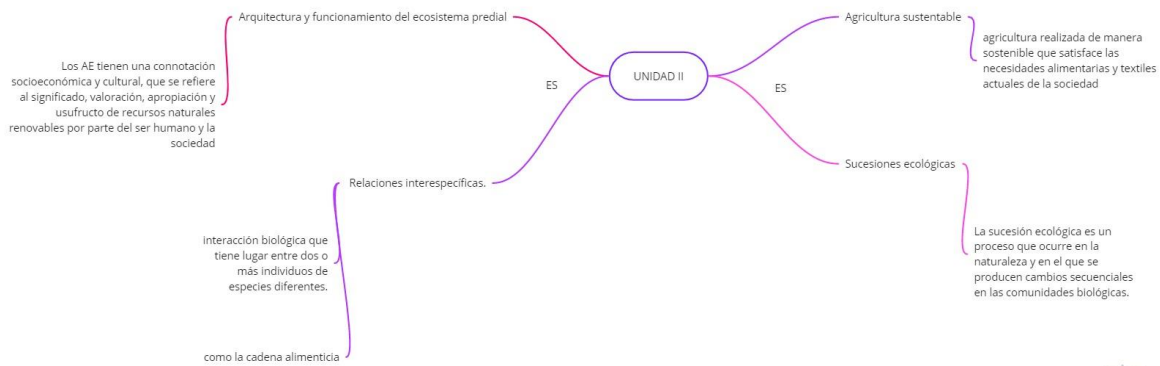 UNIDAD II
Arquitectura y funcionamiento del ecosistema predial
Los AE tienen una connotación
socioeconómica y cultural, que se refiere
al significado, valoración, apropiación y
usufructo de recursos naturales
renovables por parte del ser humano y la
sociedad
ES
Relaciones interespecíficas.
interacción biológica que
tiene lugar entre dos o
más individuos de
especies diferentes.
como la cadena alimenticia
Agricultura sustentable
agricultura realizada de manera
sostenible que satisface las
necesidades alimentarias y textiles
actuales de la sociedad
ES
Sucesiones ecológicas
La sucesión ecológica es un
proceso que ocurre en la
naturaleza y en el que se
producen cambios secuenciales
en las comunidades biológicas.